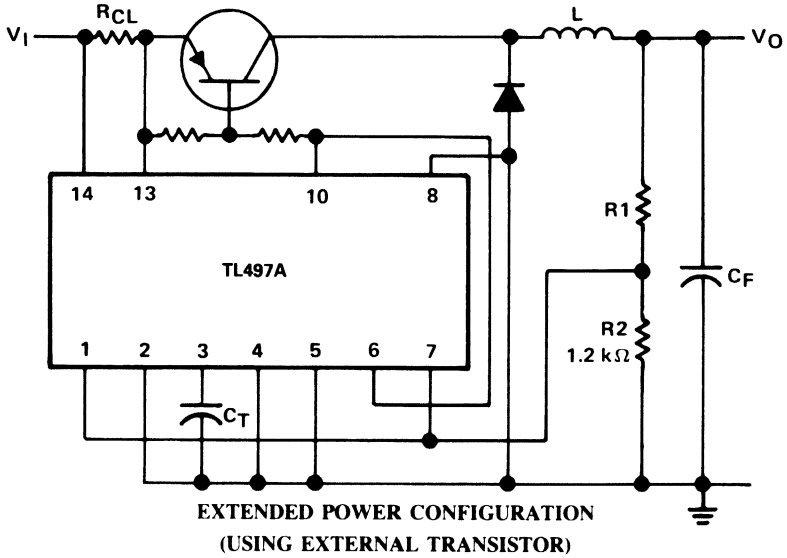 RCL
L
VI
VO
14 13 10 8
R1
TL497A
CF
R2
1.2 kΩ
1 2 3 4 5 6 7
CT
EXTENDED POWER CONFIGURATION
(USING EXTERNAL TRANSISTOR)